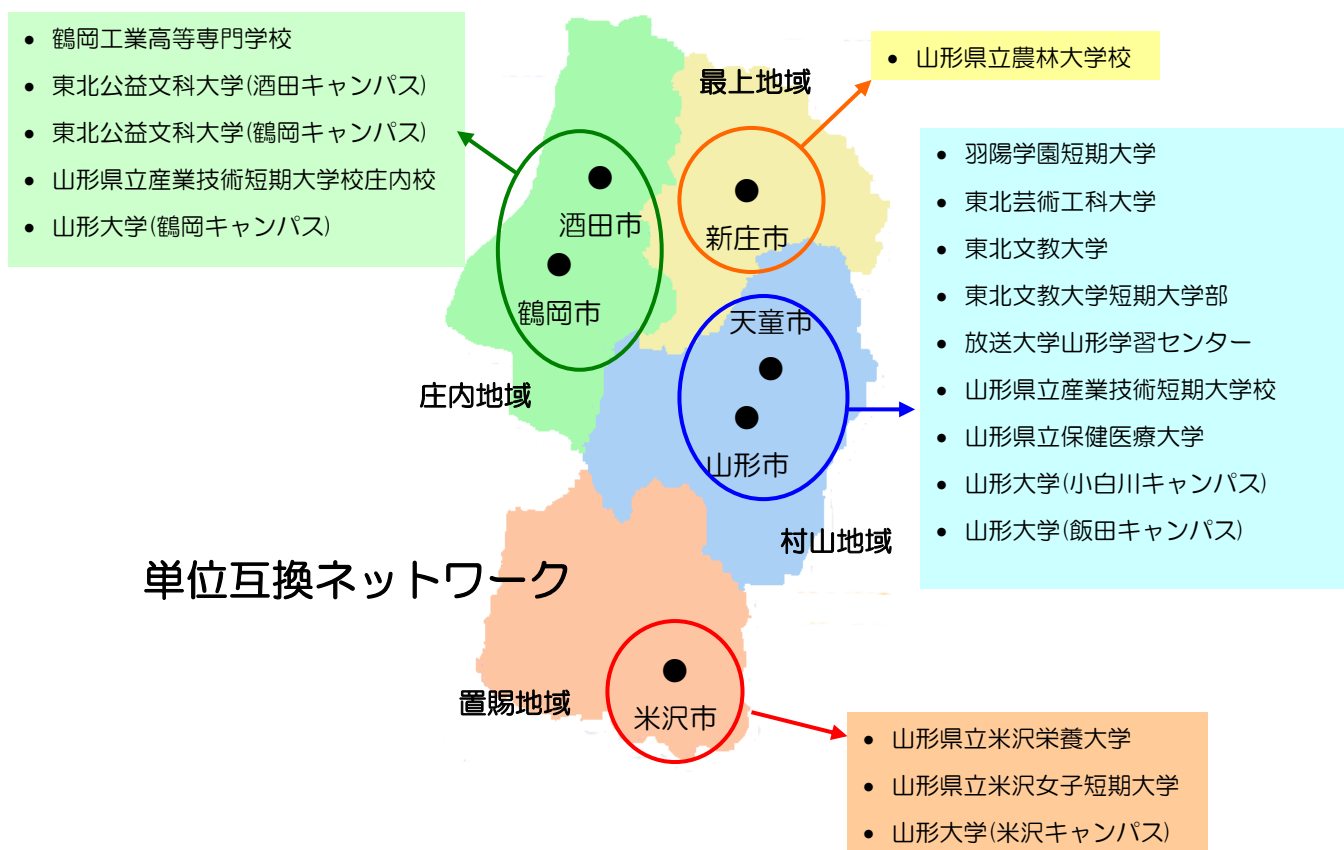 • 鶴岡工業高等専門学校
• 東北公益文科大学(酒田キャンパス)
• 東北公益文科大学(鶴岡キャンパス)
• 山形県立産業技術短期大学校庄内校
• 山形大学(鶴岡キャンパス)
最上地域
• 山形県立農林大学校
酒田市
鶴岡市
新庄市
天童市
山形市
庄内地域
村山地域
• 羽陽学園短期大学
• 東北芸術工科大学
• 東北文教大学
• 東北文教大学短期大学部
• 放送大学山形学習センター
• 山形県立産業技術短期大学校
• 山形県立保健医療大学
• 山形大学(小白川キャンパス)
• 山形大学(飯田キャンパス)
単位互換ネットワーク
置賜地域
米沢市
• 山形県立米沢栄養大学
• 山形県立米沢女子短期大学
• 山形大学(米沢キャンパス)